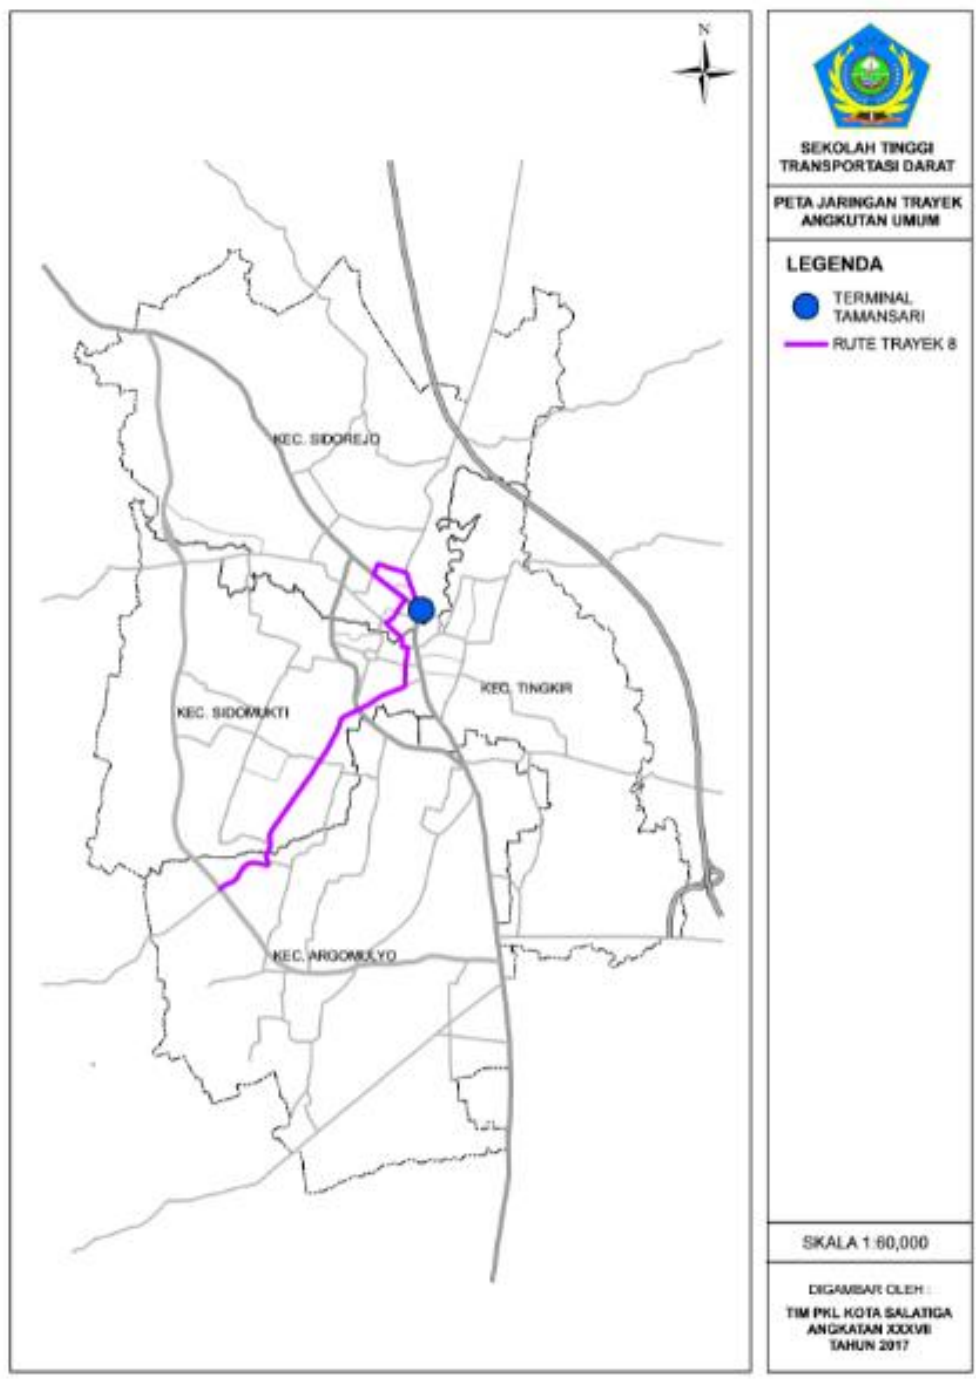 N
KEC. SIDOREJO
KEC. TINGKIR
KEC. SIDOMUKTI
KEC. ARGOMULYO
SEKOLAH TINGGI
TRANSPORTASI DARAT
PETA JARINGAN TRAYEK
ANGKUTAN UMUM
LEGENDA
TERMINAL
TAMANSARI
RUTE TRAYEK 8
SKALA 1:60,000
DIGAMBAR OLEH :
TIM PKL KOTA SALATIGA
ANGKATAN XXXVII
TAHUN 2017